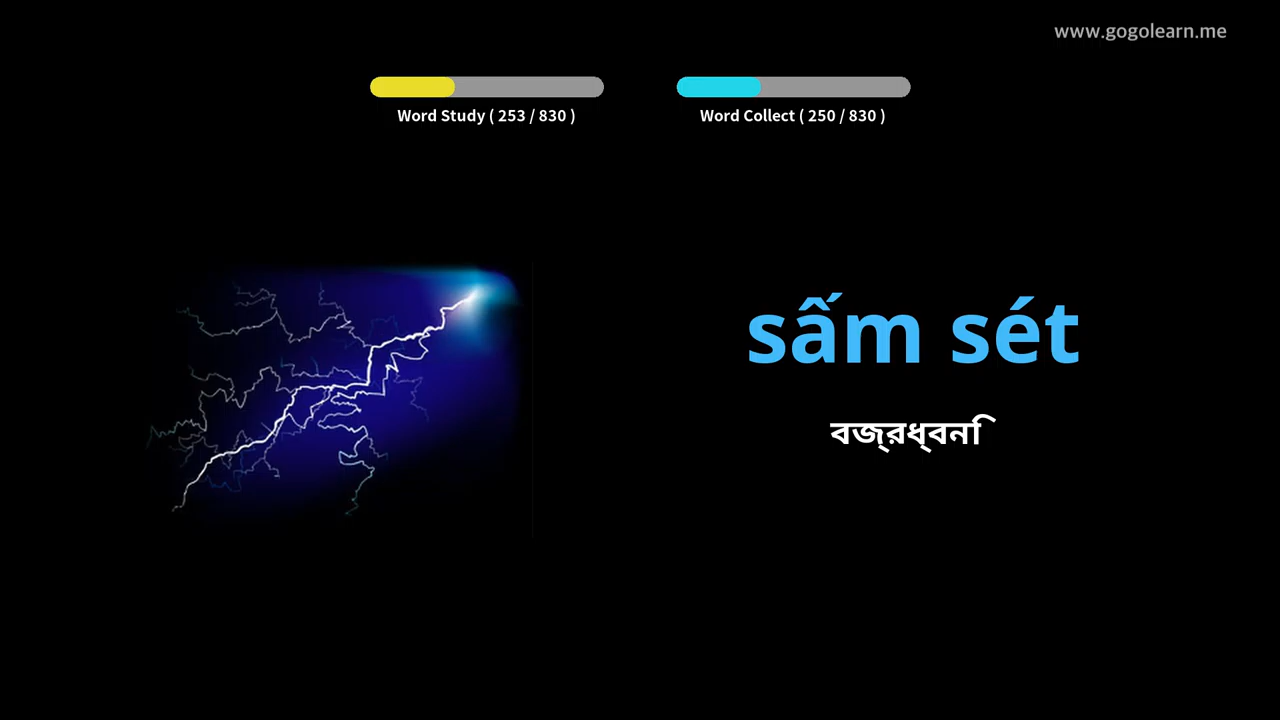 www.gogolearn.me
Word Study ( 253 / 830 )
Word Collect ( 250 / 830 )
sấm sét
বজ্রধ্বনি